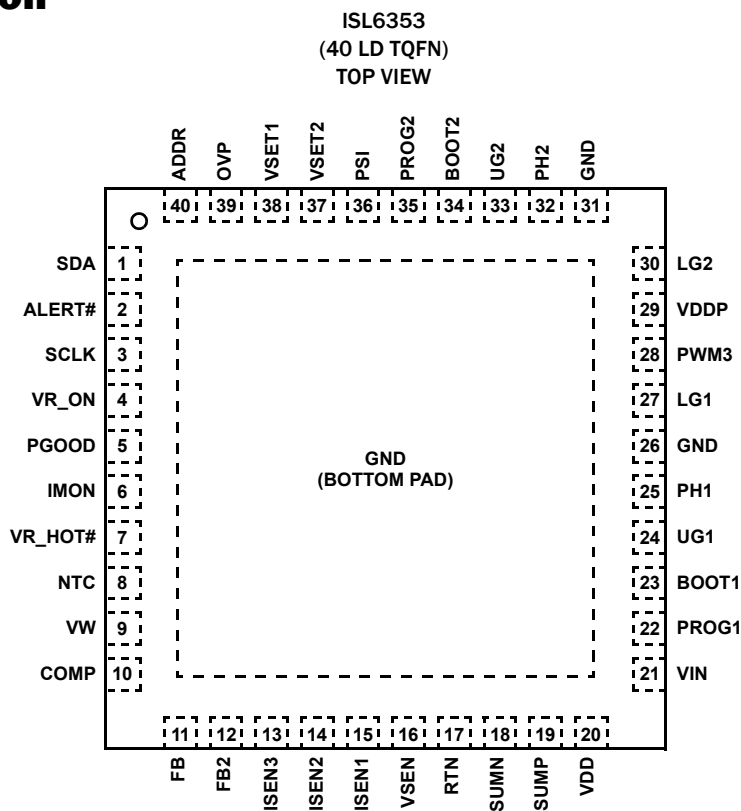 ISL6353
(40 LD TQFN)
TOP VIEW
ADDR
OVP
VSET1
VSET2
PSI
PROG2
BOOT2
UG2
PH2
GND
40 39 38 37 36 35 34 33 32 31
SDA 1
ALERT# 2
SCLK 3
VR_ON 4
PGOOD 5
IMON 6
VR_HOT# 7
NTC 8
VW 9
COMP 10
GND
(BOTTOM PAD)
30 LG2
29 VDDP
28 PWM3
27 LG1
26 GND
25 PH1
24 UG1
23 BOOT1
22 PROG1
21 VIN
11 12 13 14 15 16 17 18 19 20
FB
FB2
ISEN3
ISEN2
ISEN1
VSEN
RTN
SUMN
SUMP
VDD